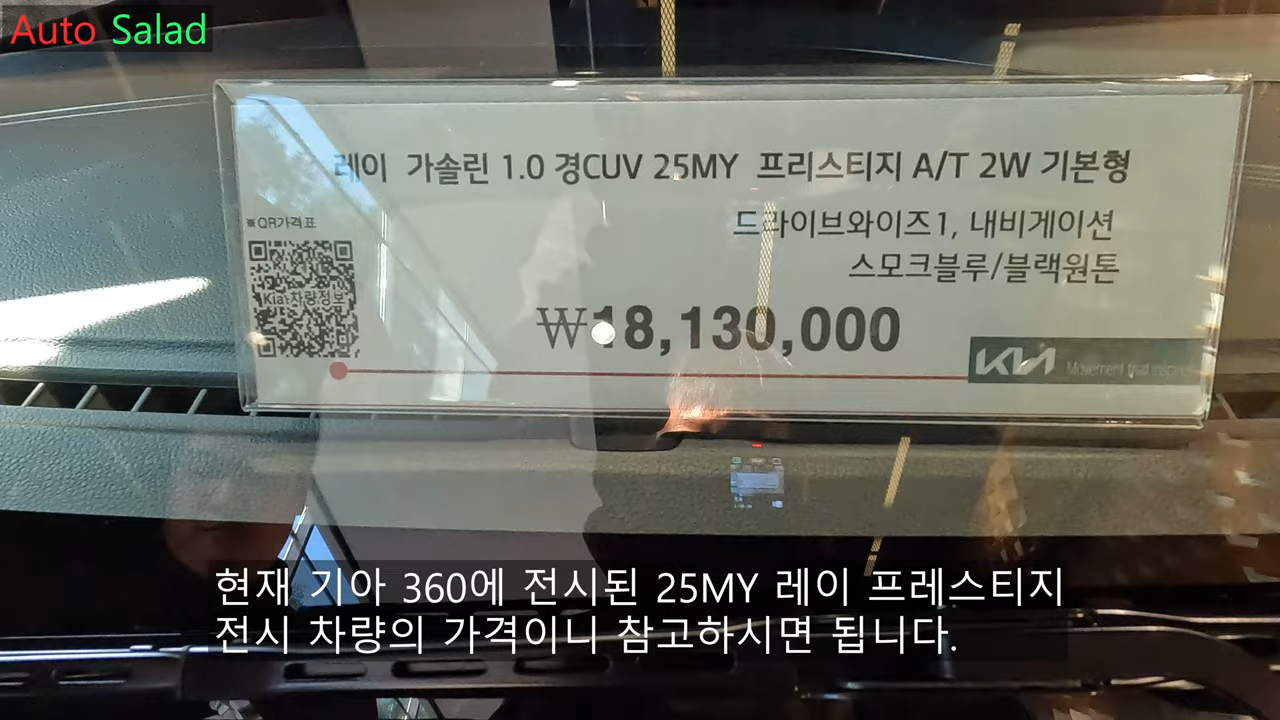 Auto Salad
레이 가솔린 1.0 경CUV 25MY 프리스티지 A/T 2W 기본형
※QR가격표
드라이브와이즈1, 내비게이션
스모크블루/블랙원톤
Kia 차량정보
₩18,130,000
KIA Movement that inspires
현재 기아 360에 전시된 25MY 레이 프레스티지
전시 차량의 가격이니 참고하시면 됩니다.